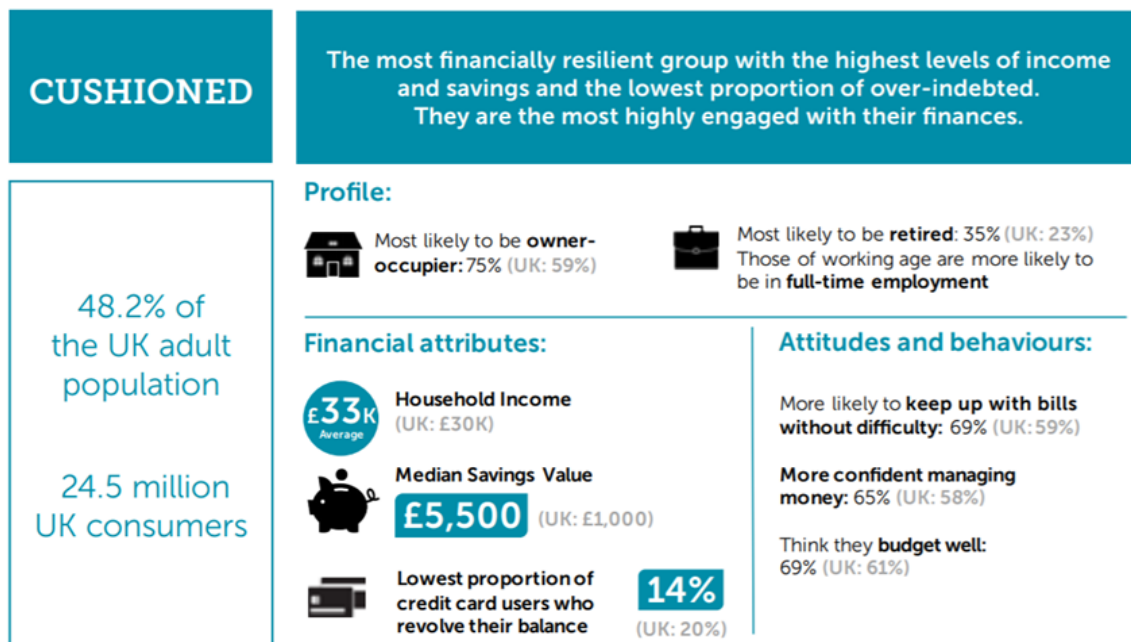 CUSHIONED
The most financially resilient group with the highest levels of income
and savings and the lowest proportion of over-indebted.
They are the most highly engaged with their finances.
48.2% of
the UK adult
population
24.5 million
UK consumers
Profile:
Most likely to be owner-
occupier: 75% (UK: 59%)
Most likely to be retired: 35% (UK: 23%)
Those of working age are more likely to
be in full-time employment
Financial attributes:
£33K
Average
Household Income
(UK: £30K)
Median Savings Value
£5,500 (UK: £1,000)
Lowest proportion of
credit card users who
revolve their balance
14%
(UK: 20%)
Attitudes and behaviours:
More likely to keep up with bills
without difficulty: 69% (UK:59%)
More confident managing
money: 65% (UK: 58%)
Think they budget well:
69% (UK: 61%)